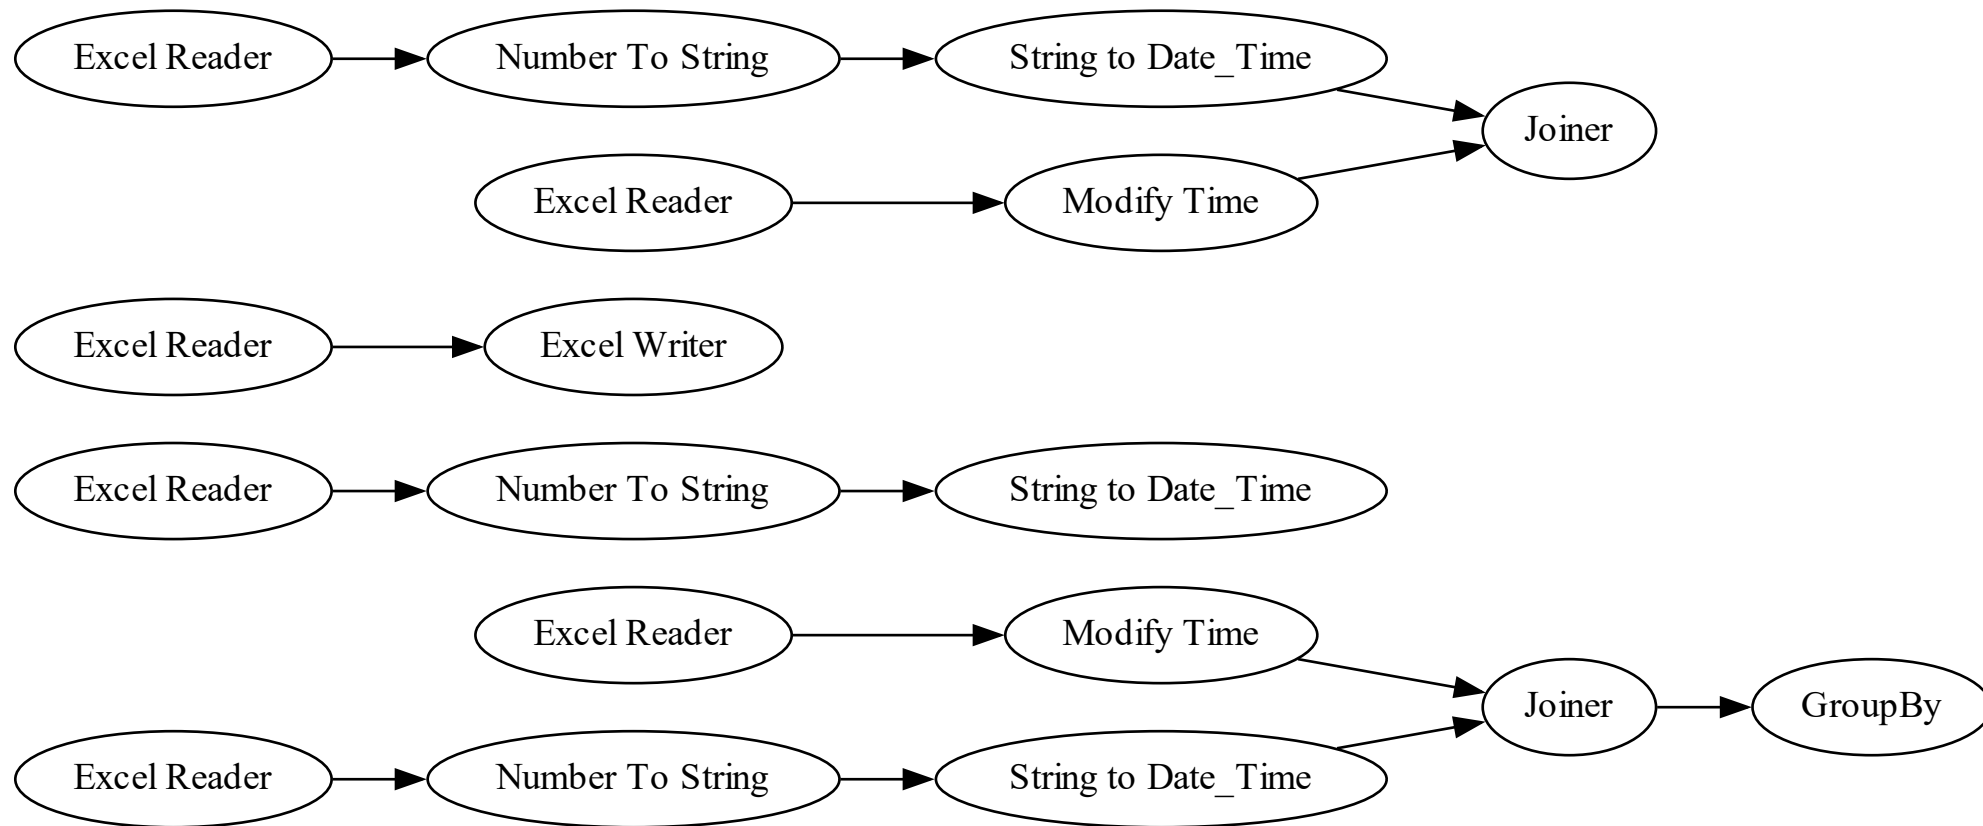 Excel Reader
Number To String
String to Date_Time
Joiner
Excel Reader
Modify Time
Excel Reader
Excel Writer
Excel Reader
Number To String
String to Date_Time
Excel Reader
Modify Time
Joiner
GroupBy
Excel Reader
Number To String
String to Date_Time